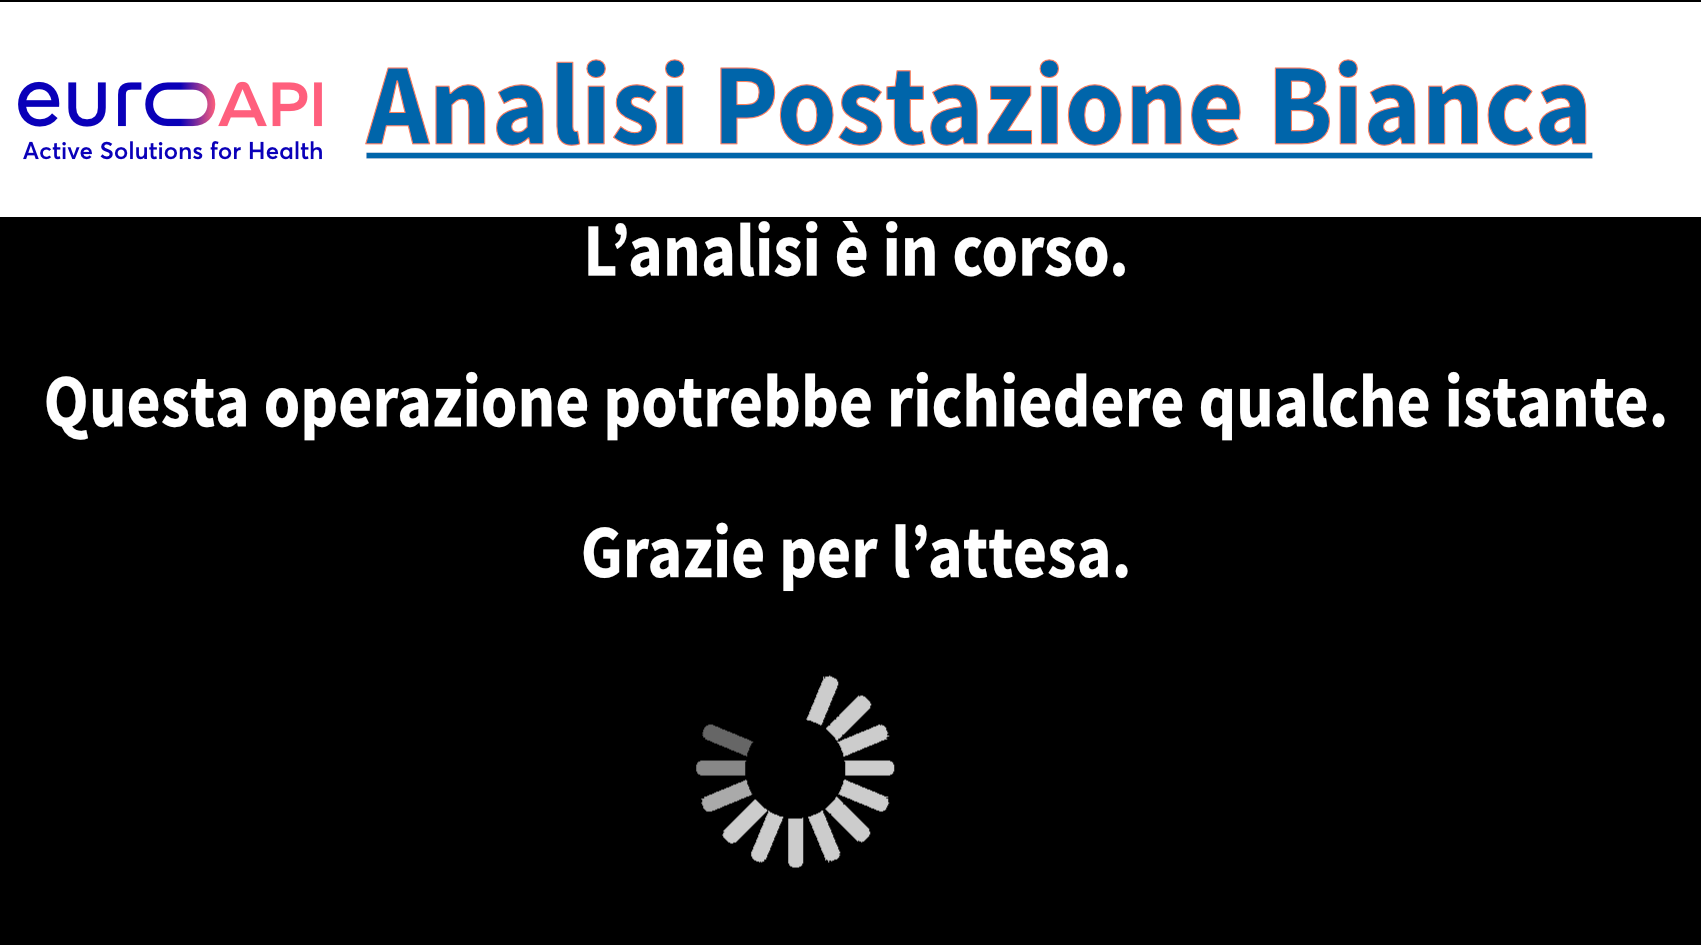 euroAPI
Active Solutions for Health
Analisi Postazione Bianca
L’analisi è in corso.
Questa operazione potrebbe richiedere qualche istante.
Grazie per l’attesa.